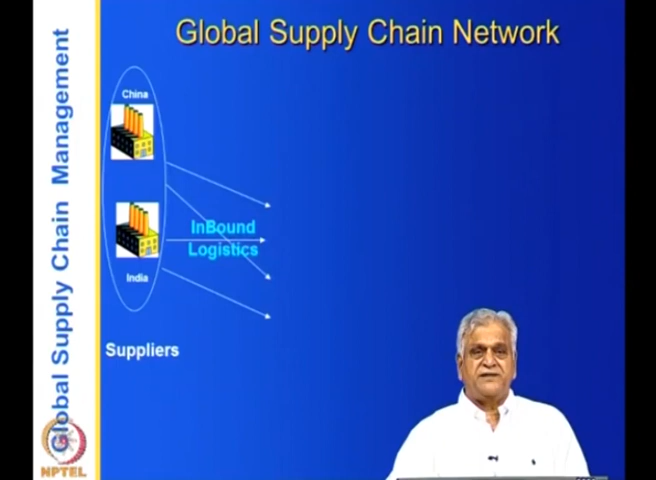 Global Supply Chain Network
Global Supply Chain Management
China
InBound
Logistics
India
Suppliers
NPTEL